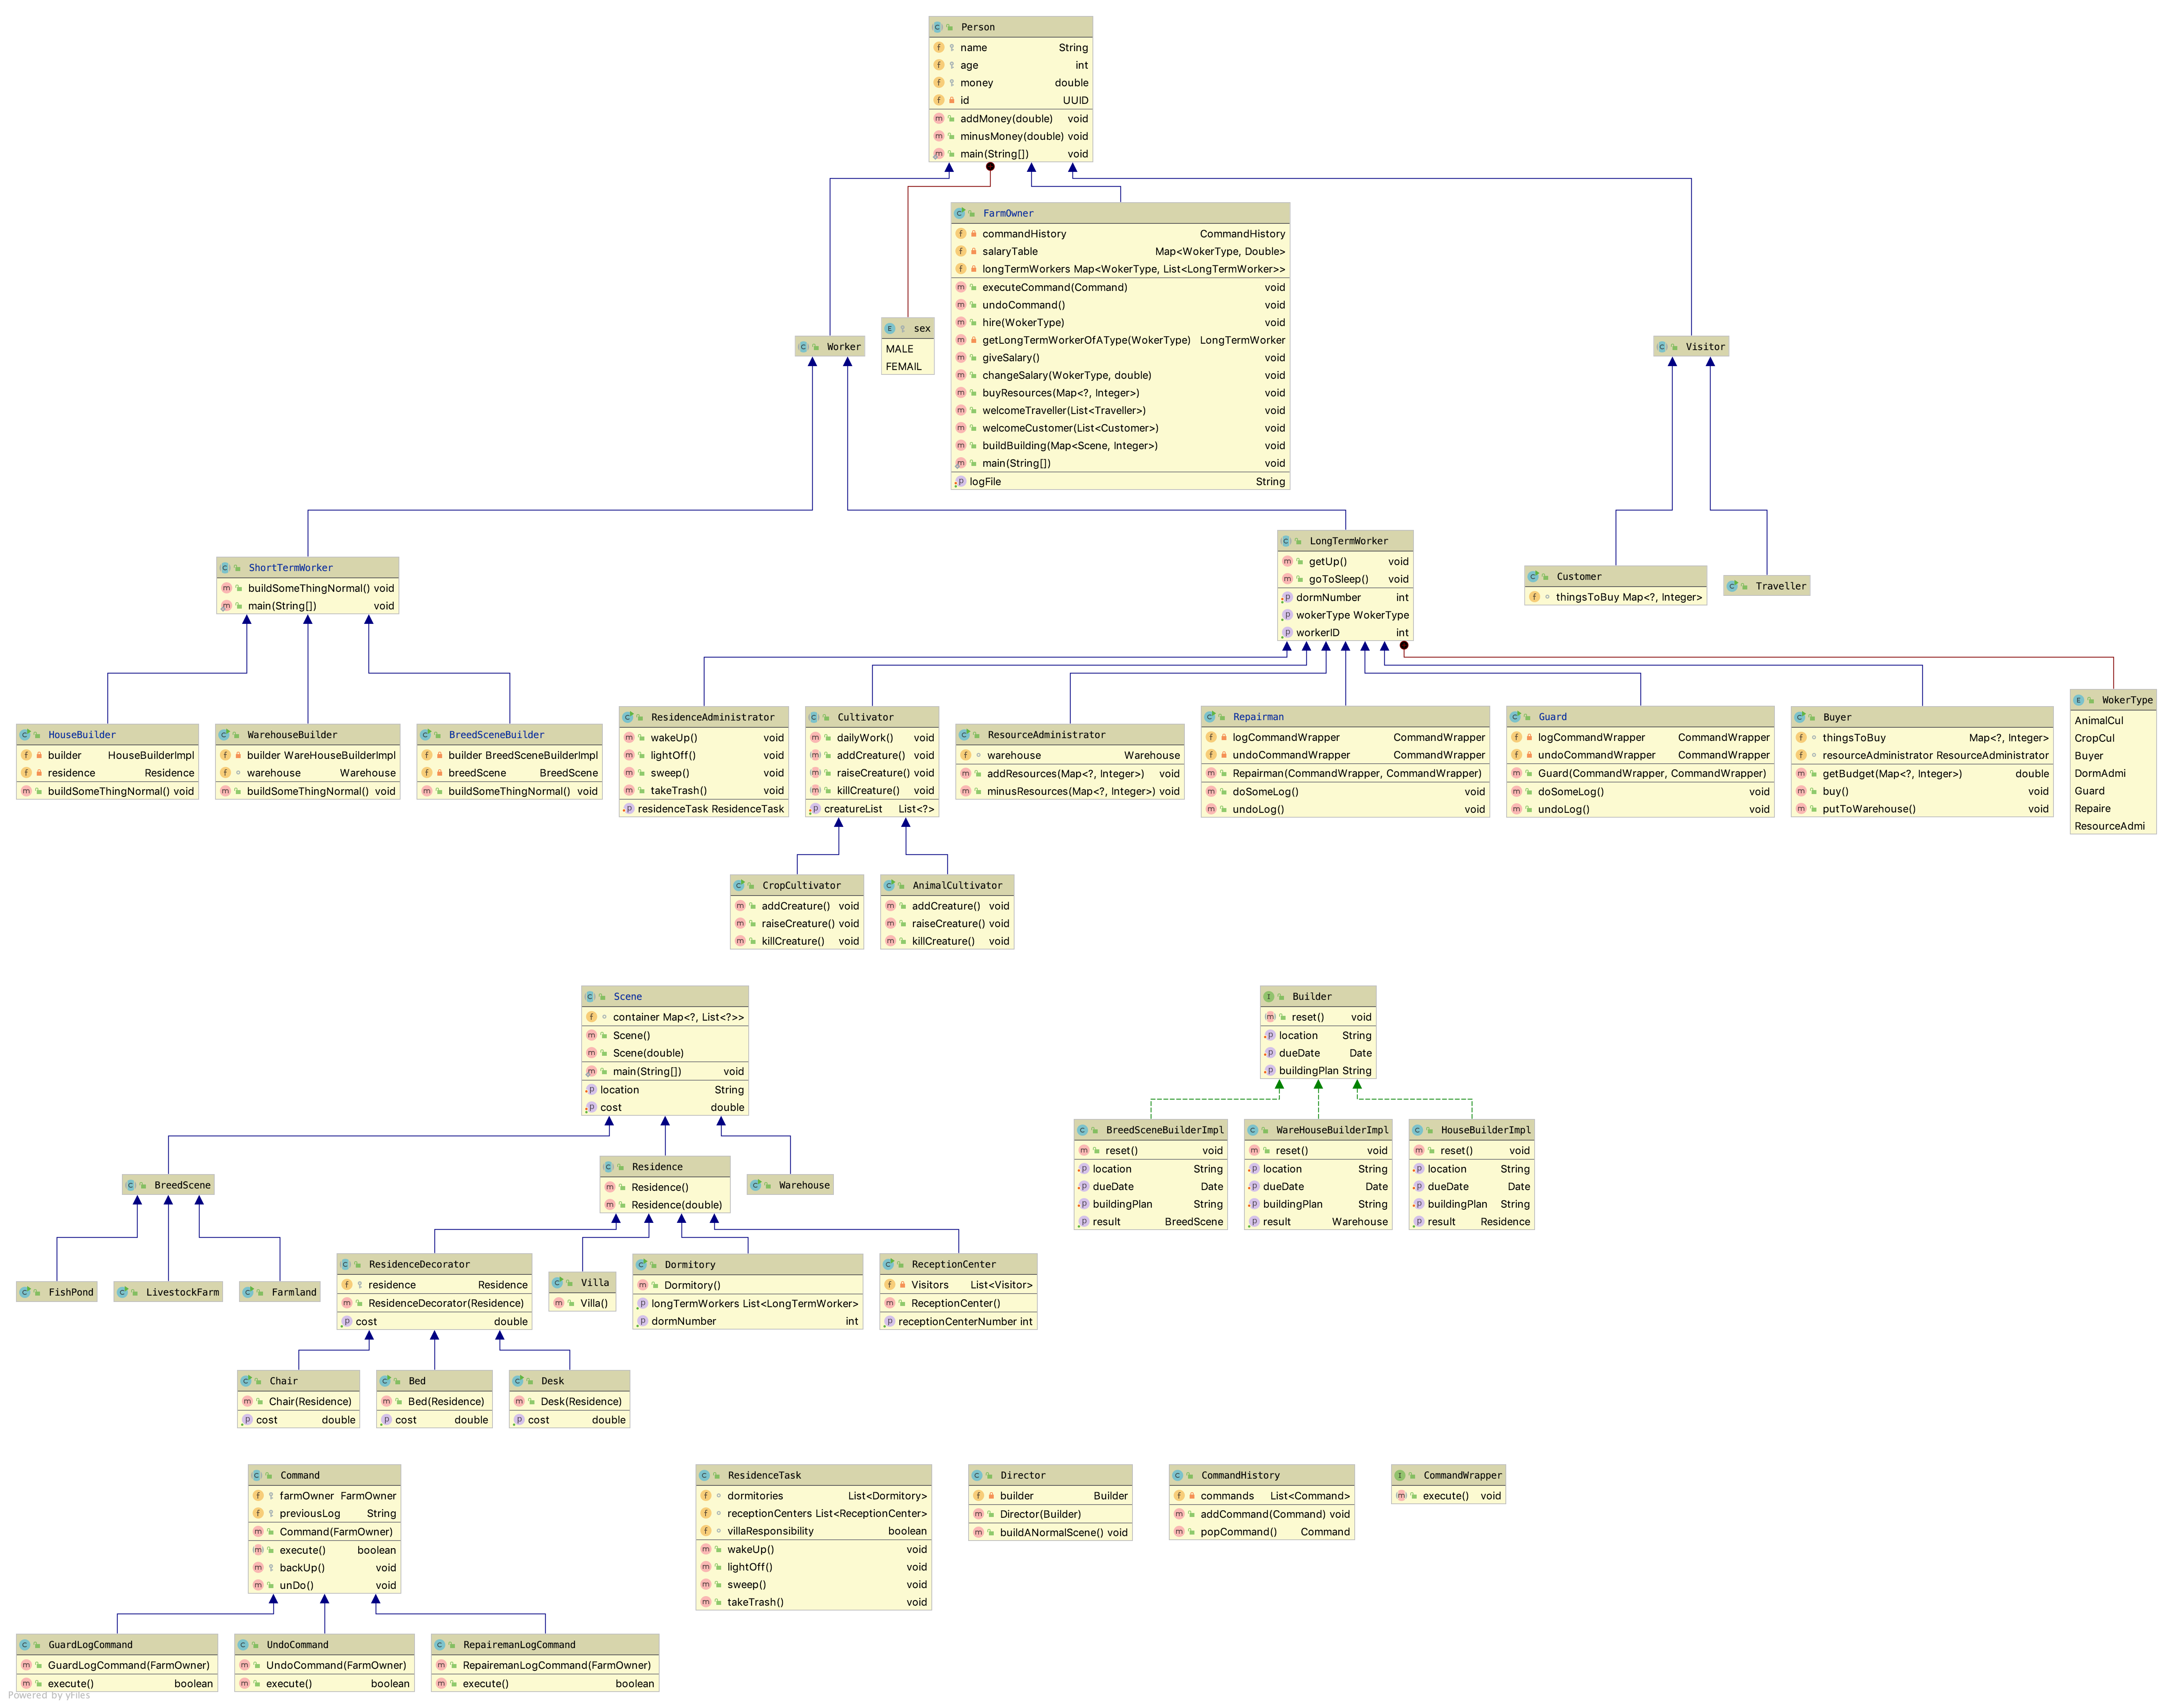 Person
name String
age int
money double
id UUID
addMoney(double) void
minusMoney(double) void
main(String[]) void
FarmOwner
commandHistory CommandHistory
salaryTable Map<WokerType, Double>
longTermWorkers Map<WokerType, List<LongTermWorker>>
executeCommand(Command) void
undoCommand() void
hire(WokerType) void
getLongTermWorkerOfAType(WokerType) LongTermWorker
giveSalary() void
changeSalary(WokerType, double) void
buyResources(Map<?, Integer>) void
welcomeTraveller(List<Traveller>) void
welcomeCustomer(List<Customer>) void
buildBuilding(Map<Scene, Integer>) void
main(String[]) void
logFile String
sex
MALE
FEMAIL
Worker
Visitor
ShortTermWorker
buildSomeThingNormal() void
main(String[]) void
LongTermWorker
getUp() void
goToSleep() void
dormNumber int
wokerType WokerType
workerID int
Customer
thingsToBuy Map<?, Integer>
Traveller
HouseBuilder
builder HouseBuilderImpl
residence Residence
buildSomeThingNormal() void
WarehouseBuilder
builder WareHouseBuilderImpl
warehouse Warehouse
buildSomeThingNormal() void
BreedSceneBuilder
builder BreedSceneBuilderImpl
breedScene BreedScene
buildSomeThingNormal() void
ResidenceAdministrator
wakeUp() void
lightOff() void
sweep() void
takeTrash() void
residenceTask ResidenceTask
Cultivator
dailyWork() void
addCreature() void
raiseCreature() void
killCreature() void
creatureList List<?>
ResourceAdministrator
warehouse Warehouse
addResources(Map<?, Integer>) void
minusResources(Map<?, Integer>) void
Repairman
logCommandWrapper CommandWrapper
undoCommandWrapper CommandWrapper
Repairman(CommandWrapper, CommandWrapper)
doSomeLog() void
undoLog() void
Guard
logCommandWrapper CommandWrapper
undoCommandWrapper CommandWrapper
Guard(CommandWrapper, CommandWrapper)
doSomeLog() void
undoLog() void
Buyer
thingsToBuy Map<?, Integer>
resourceAdministrator ResourceAdministrator
getBudget(Map<?, Integer>) double
buy() void
putToWarehouse() void
WokerType
AnimalCul
CropCul
Buyer
DormAdmi
Guard
Repaire
ResourceAdmi
CropCultivator
addCreature() void
raiseCreature() void
killCreature() void
AnimalCultivator
addCreature() void
raiseCreature() void
killCreature() void
Scene
container Map<?, List<?>>
Scene()
Scene(double)
main(String[]) void
location String
cost double
Builder
reset() void
location String
dueDate Date
buildingPlan String
BreedSceneBuilderImpl
reset() void
location String
dueDate Date
buildingPlan String
result BreedScene
WareHouseBuilderImpl
reset() void
location String
dueDate Date
buildingPlan String
result Warehouse
HouseBuilderImpl
reset() void
location String
dueDate Date
buildingPlan String
result Residence
BreedScene
Residence
Residence()
Residence(double)
Warehouse
FishPond
LivestockFarm
Farmland
ResidenceDecorator
residence Residence
ResidenceDecorator(Residence)
cost double
Villa
Villa()
Dormitory
Dormitory()
longTermWorkers List<LongTermWorker>
dormNumber int
ReceptionCenter
Visitors List<Visitor>
ReceptionCenter()
receptionCenterNumber int
Chair
Chair(Residence)
cost double
Bed
Bed(Residence)
cost double
Desk
Desk(Residence)
cost double
Command
farmOwner FarmOwner
previousLog String
Command(FarmOwner)
execute() boolean
backUp() void
unDo() void
ResidenceTask
dormitories List<Dormitory>
receptionCenters List<ReceptionCenter>
villaResponsibility boolean
wakeUp() void
lightOff() void
sweep() void
takeTrash() void
Director
builder Builder
Director(Builder)
buildANormalScene() void
CommandHistory
commands List<Command>
addCommand(Command) void
popCommand() Command
CommandWrapper
execute() void
GuardLogCommand
GuardLogCommand(FarmOwner)
execute() boolean
UndoCommand
UndoCommand(FarmOwner)
execute() boolean
RepairemanLogCommand
RepairemanLogCommand(FarmOwner)
execute() boolean
Powered by yFiles